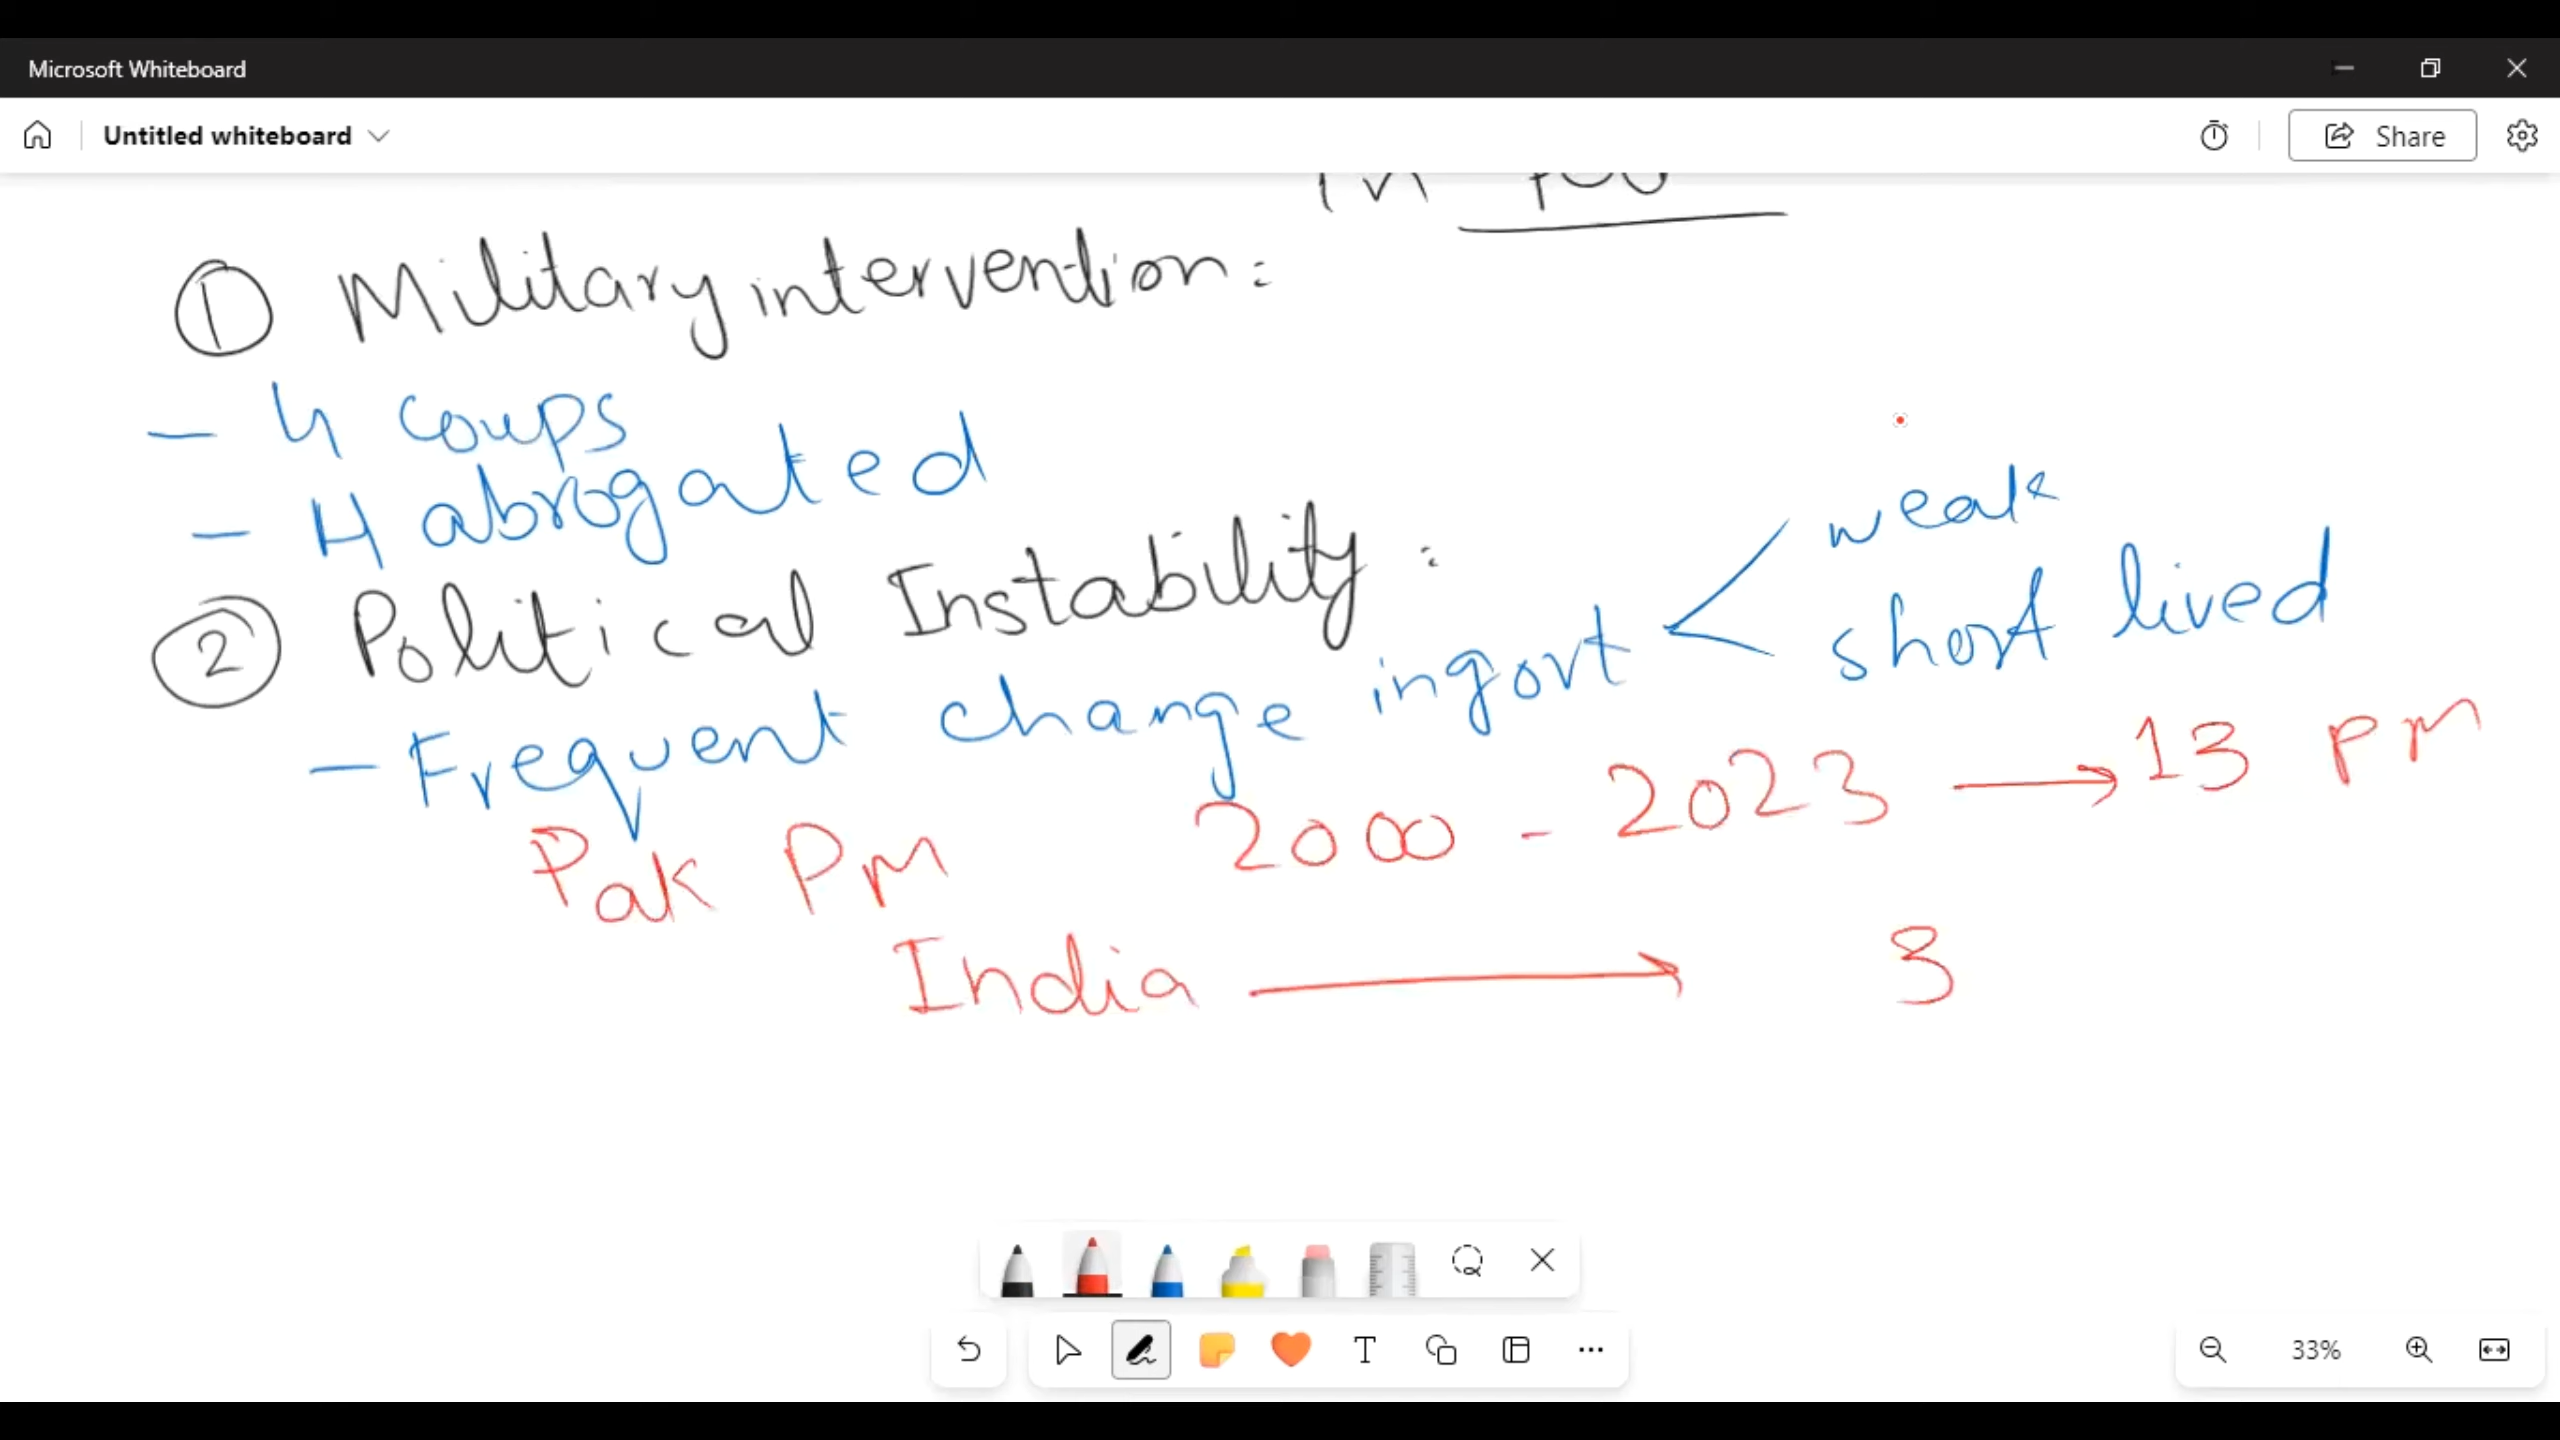 Microsoft Whiteboard
Untitled whiteboard
Share
in
① Military intervention:
- 4 coups
- 4 abrogated
② Political Instability:
- Frequent change in govt < weak
short lived
Pak Pm 2000 - 2023 → 13 pm
India → 3
T
33%